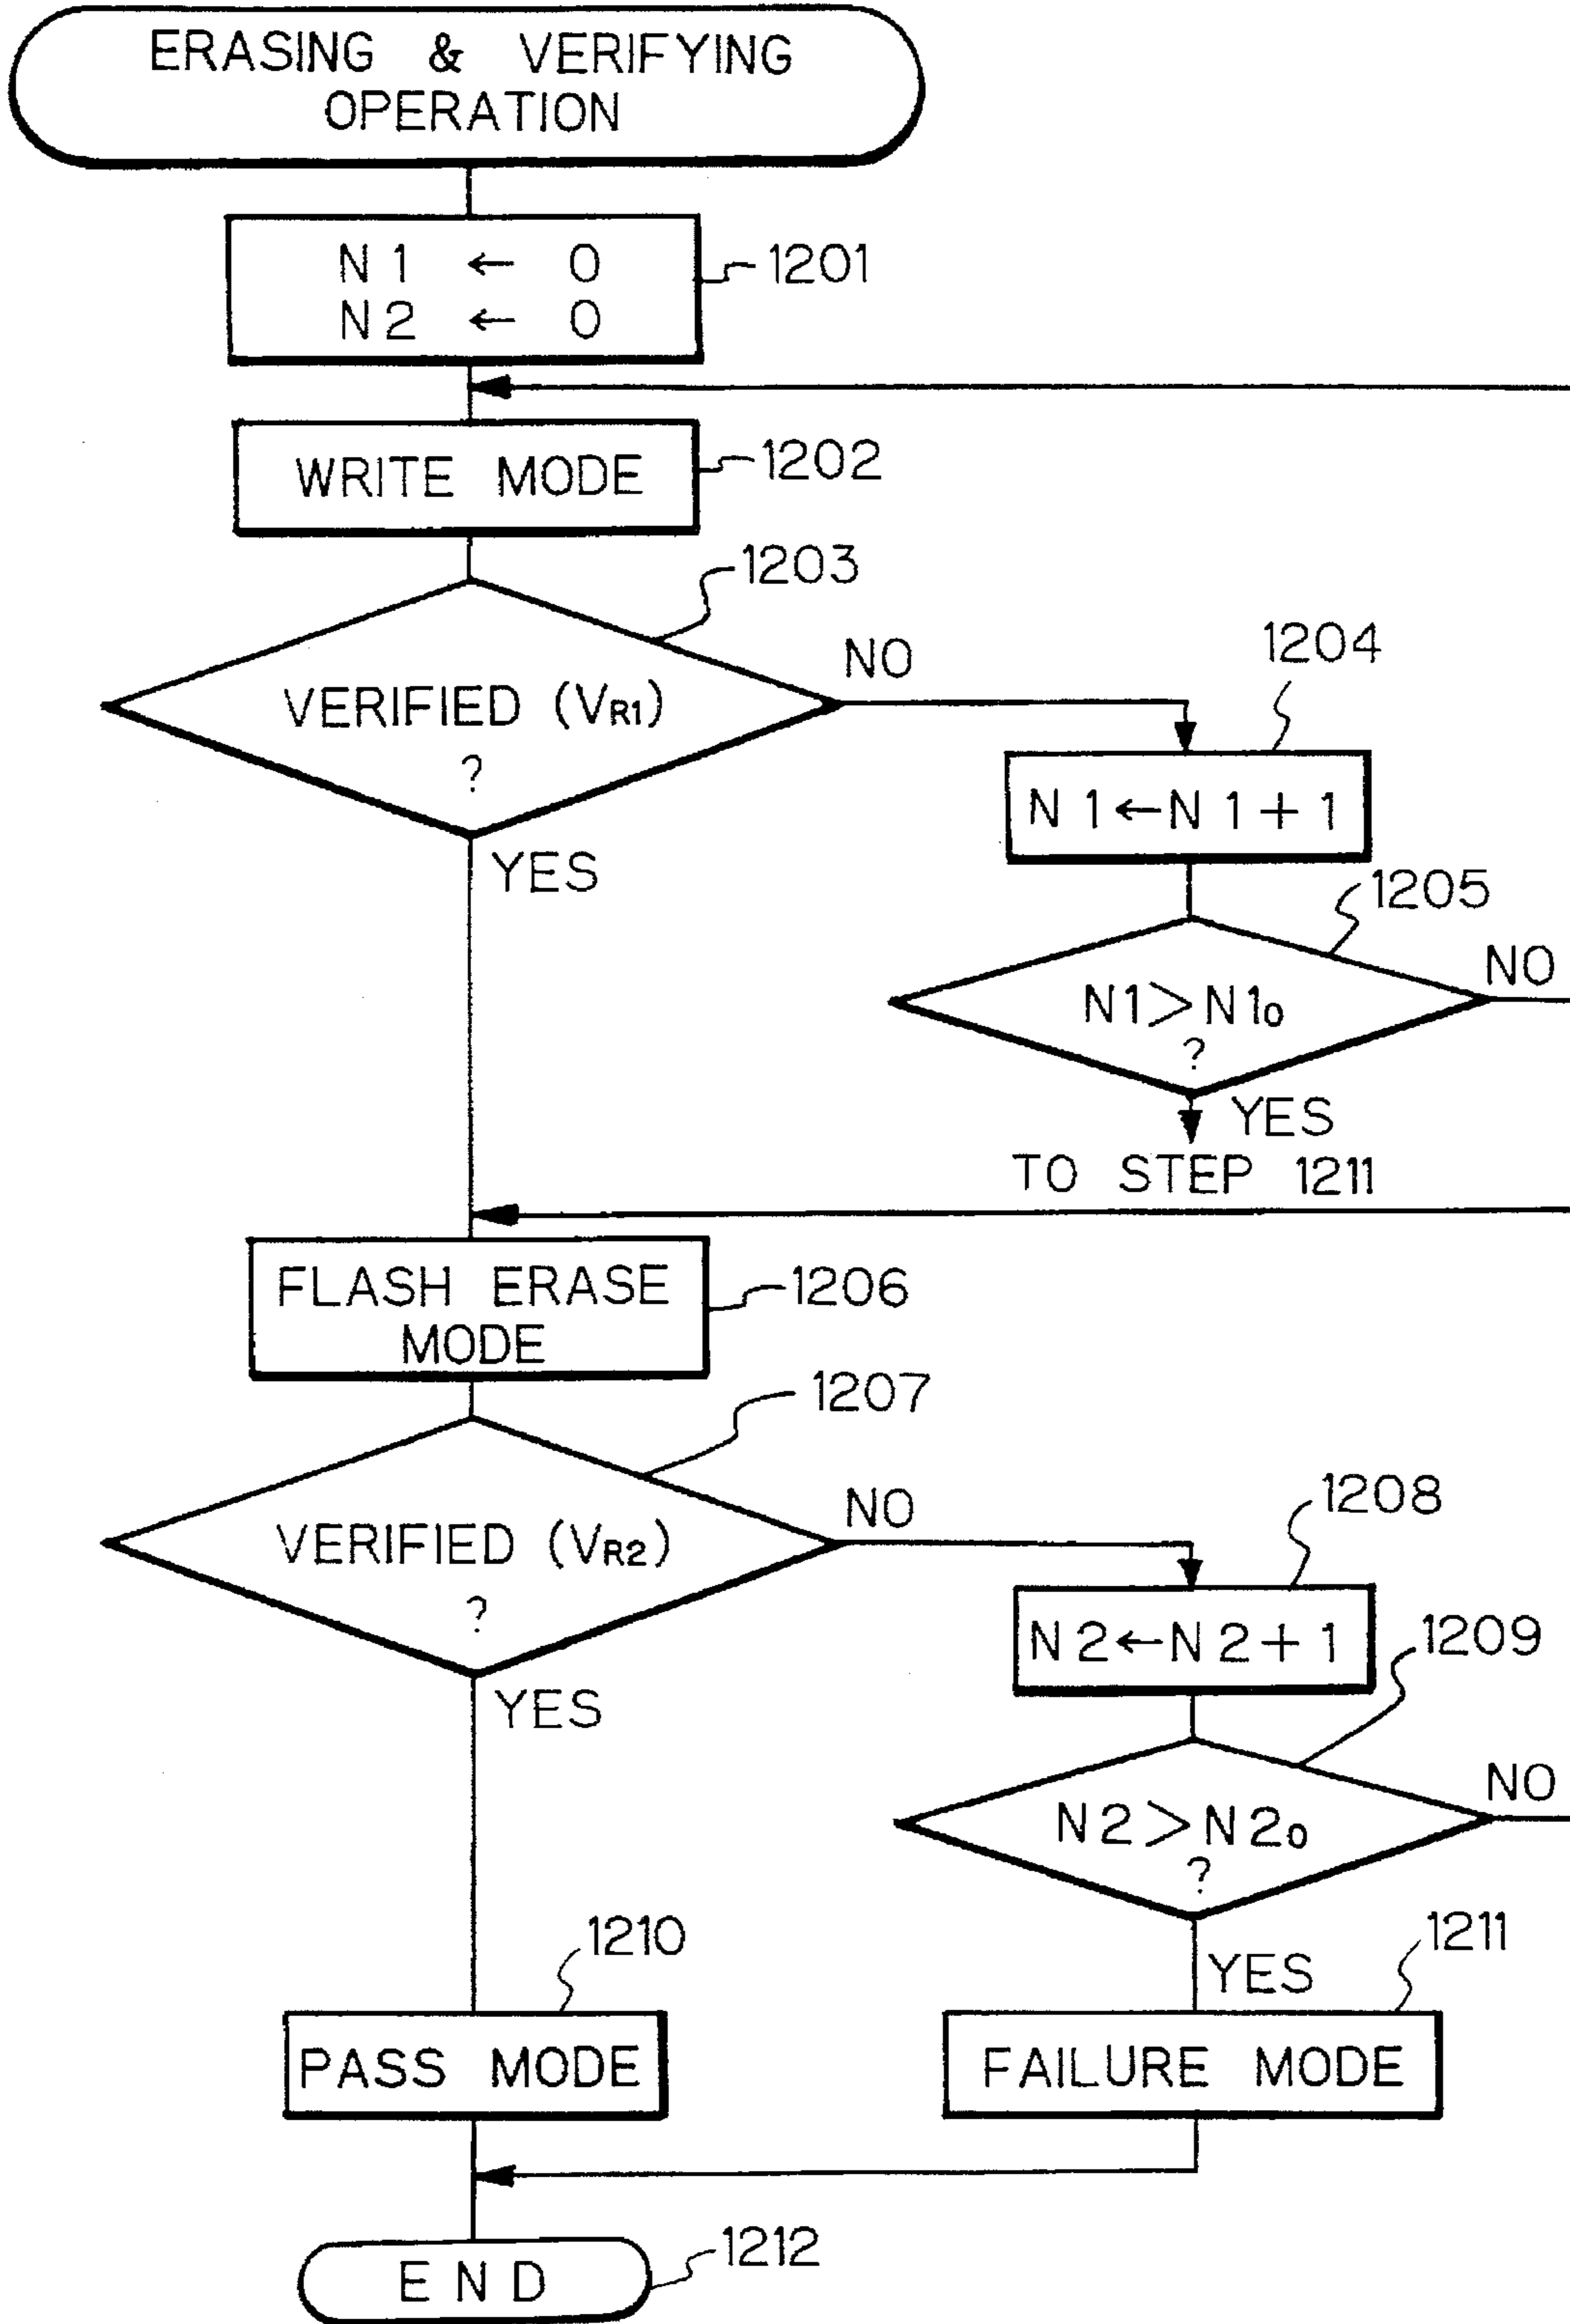 ERASING & VERIFYING
OPERATION
N1 ← 0
N2 ← 0
1201
WRITE MODE
1202
1203
VERIFIED (VR1)
?
NO
YES
1204
N1←N1+1
1205
N1>N1o
?
NO
YES
TO STEP 1211
FLASH ERASE
MODE
1206
1207
VERIFIED (VR2)
?
NO
YES
1208
N2←N2+1
1209
N2>N2o
?
NO
YES
1210
PASS MODE
1211
FAILURE MODE
END
1212